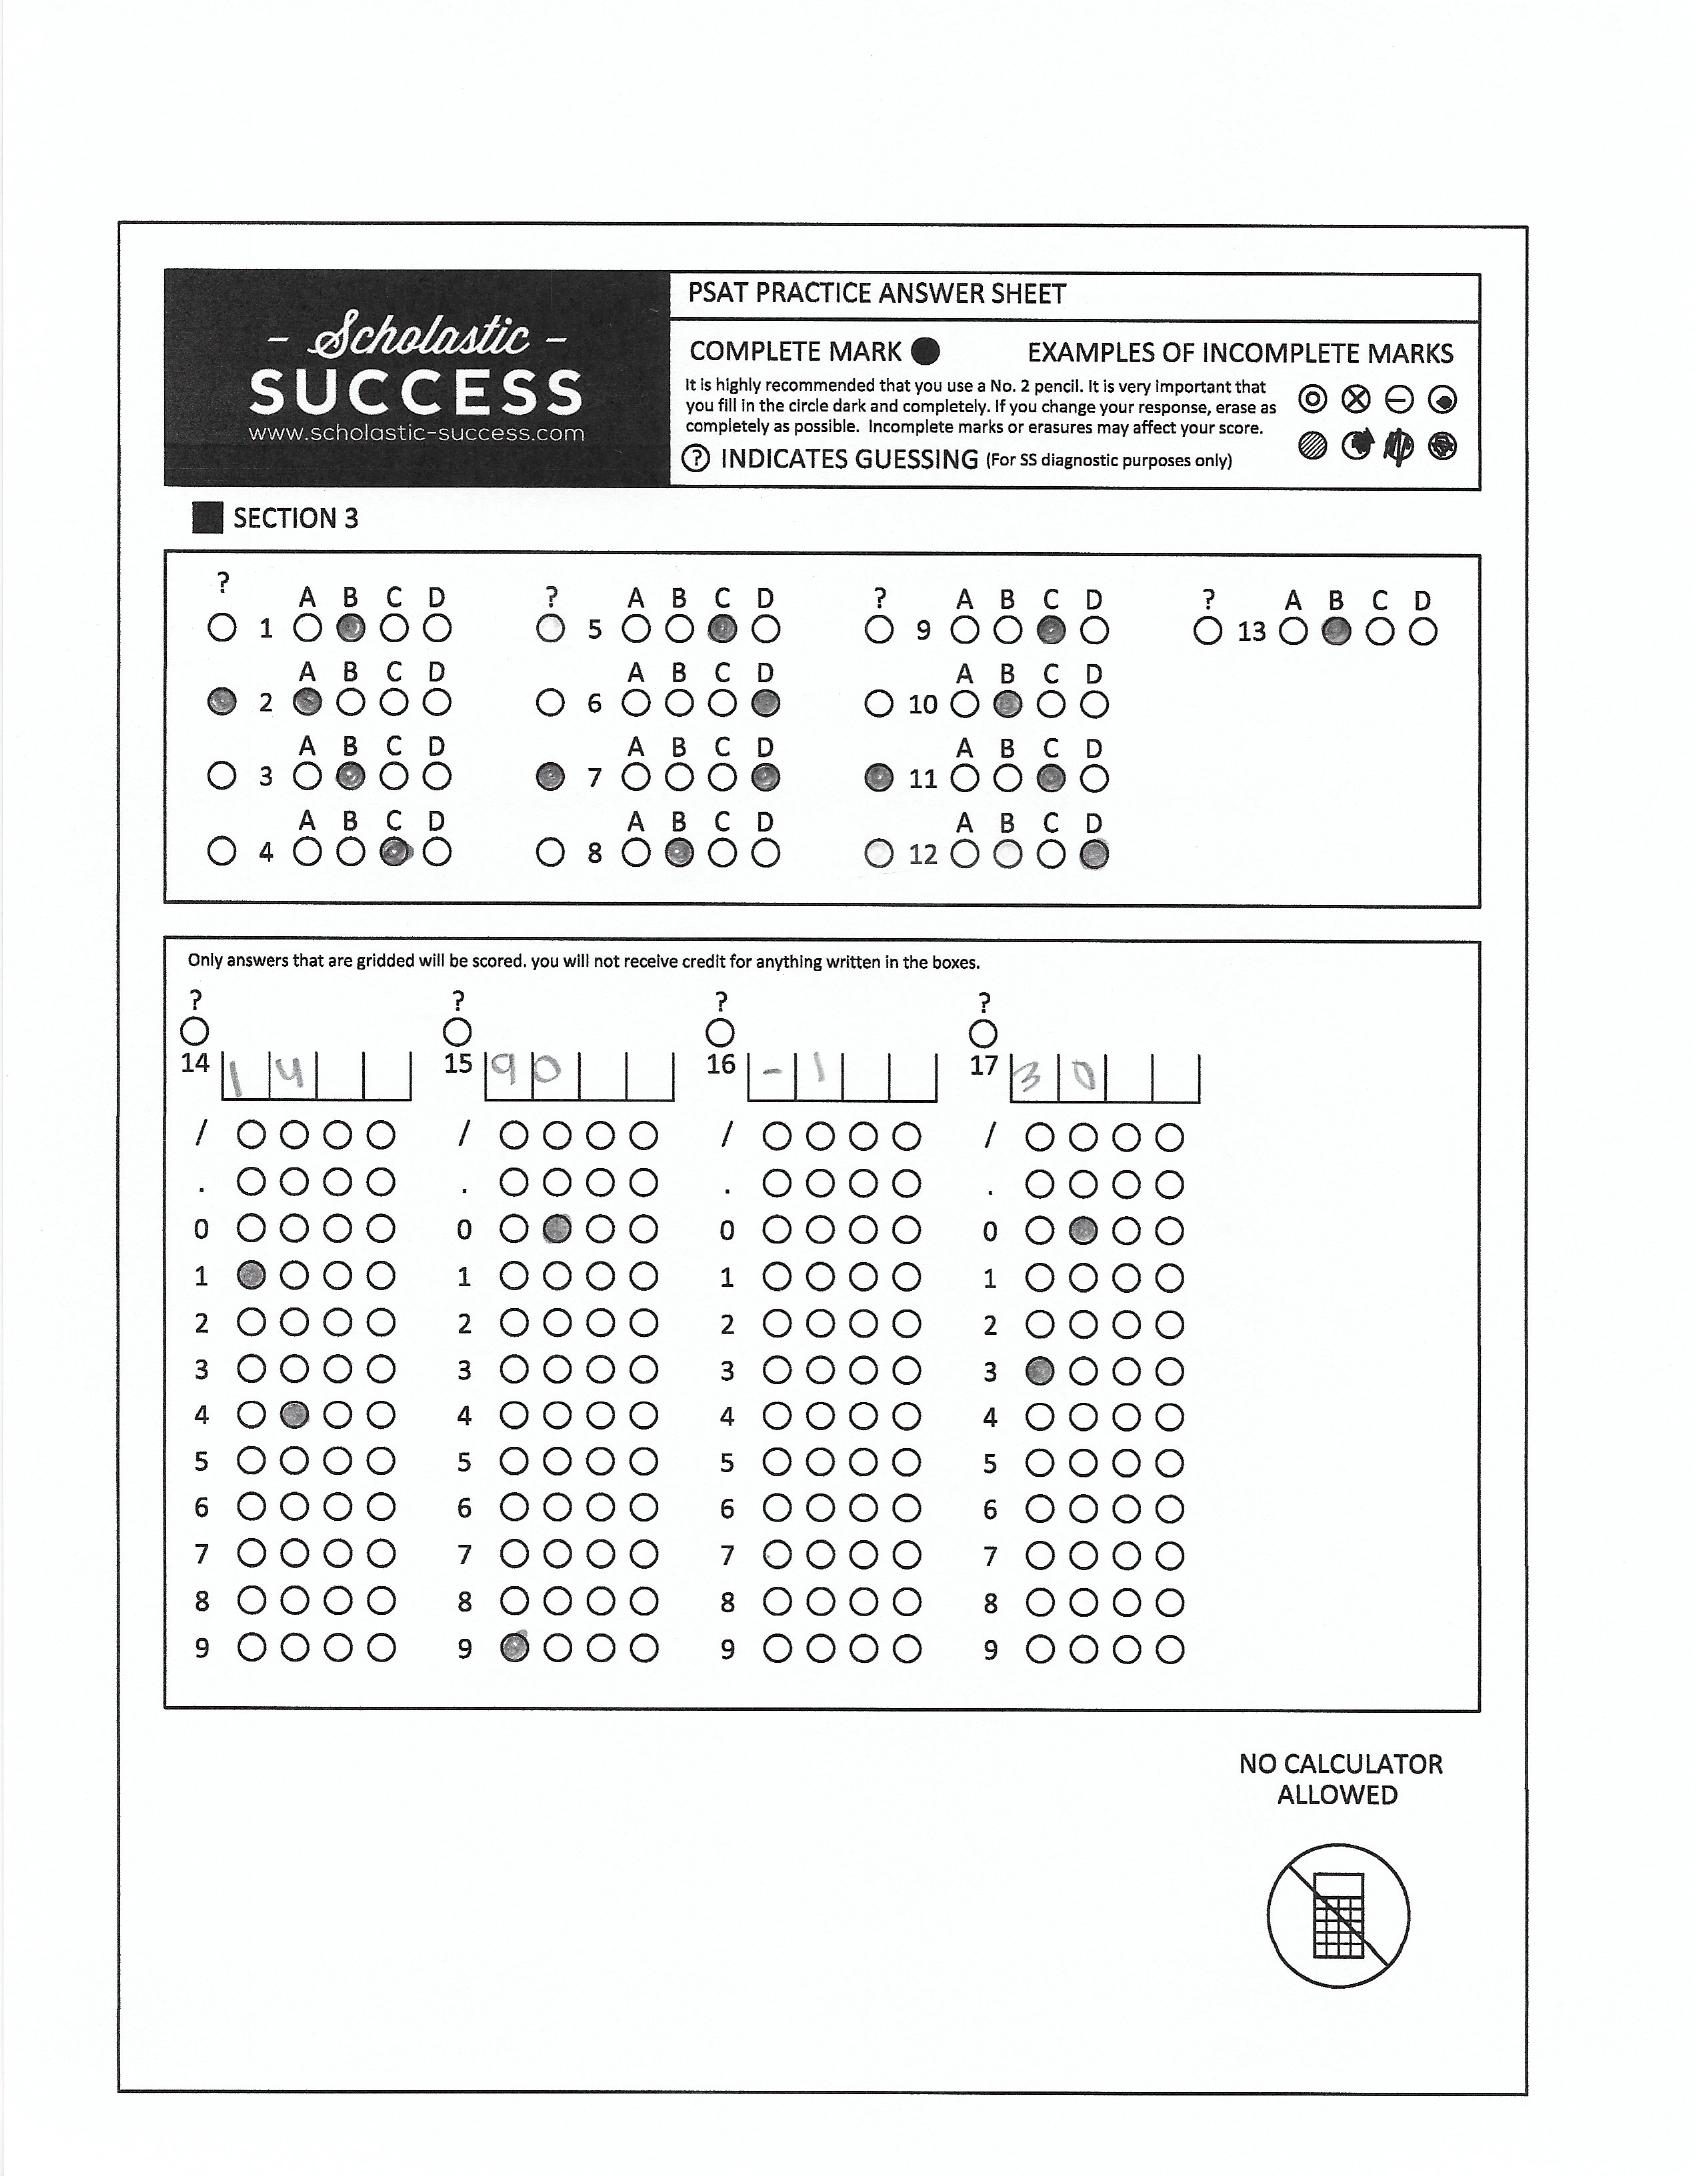 - Scholastic -
SUCCESS
www.scholastic-success.com
PSAT PRACTICE ANSWER SHEET
COMPLETE MARK
EXAMPLES OF INCOMPLETE MARKS
It is highly recommended that you use a No. 2 pencil. It is very important that
you fill in the circle dark and completely. If you change your response, erase as
completely as possible. Incomplete marks or erasures may affect your score.
? INDICATES GUESSING (For SS diagnostic purposes only)
SECTION 3
? A B C D ? A B C D ? A B C D ? A B C D
1 5 9 13
A B C D A B C D A B C D
2 6 10
A B C D A B C D A B C D
3 7 11
A B C D A B C D A B C D
4 8 12
Only answers that are gridded will be scored. you will not receive credit for anything written in the boxes.
? ? ? ?
14 1 4 15 9 0 16 - 1 17 3 0
/ / / /
. . . .
0 0 0 0
1 1 1 1
2 2 2 2
3 3 3 3
4 4 4 4
5 5 5 5
6 6 6 6
7 7 7 7
8 8 8 8
9 9 9 9
NO CALCULATOR
ALLOWED